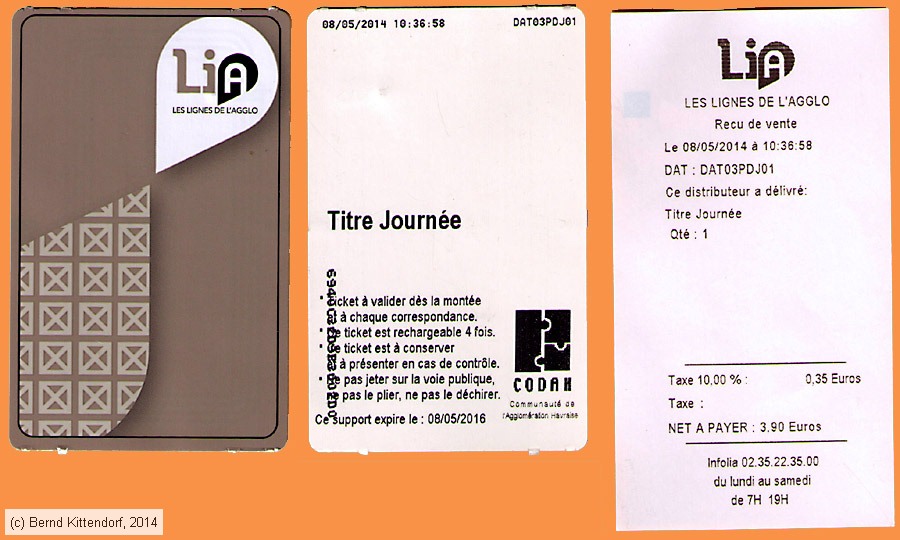 LiA
LES LIGNES DE L'AGGLO
08/05/2014 10:36:58 DAT03PDJ01
Titre Journée
icket à valider dès la montée
à chaque correspondance.
e ticket est rechargeable 4 fois.
e ticket est à conserver
à présenter en cas de contrôle.
e pas jeter sur la voie publique,
pas le plier, ne pas le déchirer.
Ce support expire le : 08/05/2016
CODAH
Communauté de
l'Agglomération Havraise
LiA
LES LIGNES DE L'AGGLO
Recu de vente
Le 08/05/2014 à 10:36:58
DAT : DAT03PDJ01
Ce distributeur a délivré:
Titre Journée
Qté : 1
Taxe 10,00 % : 0,35 Euros
Taxe :
NET A PAYER : 3.90 Euros
Infolia 02.35.22.35.00
du lundi au samedi
de 7H 19H
(c) Bernd Kittendorf, 2014